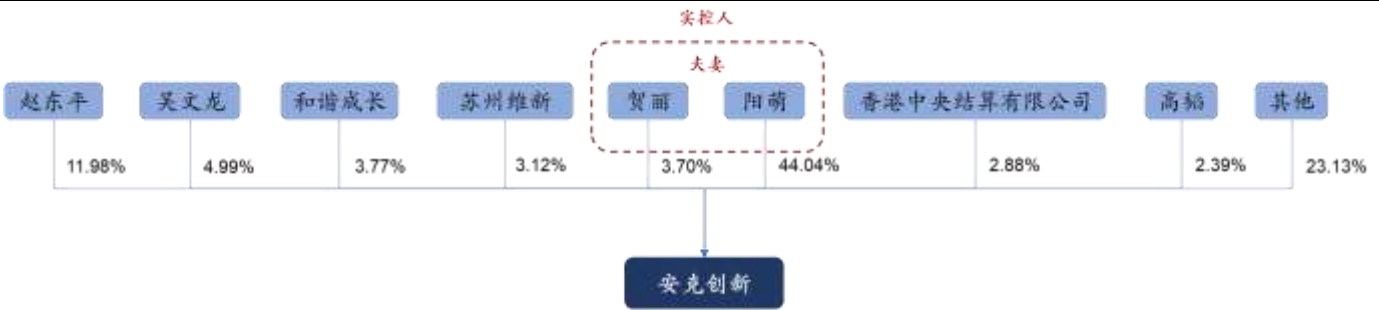 实控人
夫妻
赵东平 吴文龙 和谐成长 苏州维新 贺丽 阳萌 香港中央结算有限公司 高韬 其他
11.98% 4.99% 3.77% 3.12% 3.70% 44.04% 2.88% 2.39% 23.13%
安克创新